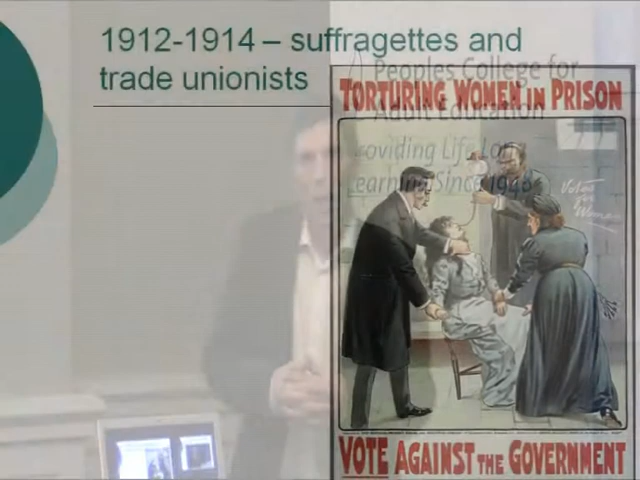 1912-1914 – suffragettes and
trade unionists
Peoples College for
Adult Education
Providing Life Long
Learning Since 1948
TORTURING WOMEN IN PRISON
Votes
for
Women
VOTE AGAINST THE GOVERNMENT